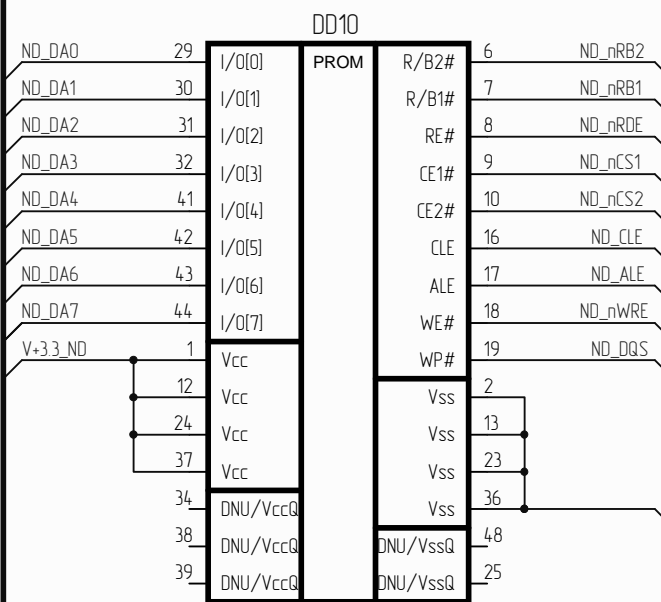 DD10
ND_DA0 29 I/O[0] PROM R/B2# 6 ND_nRB2
ND_DA1 30 I/O[1] R/B1# 7 ND_nRB1
ND_DA2 31 I/O[2] RE# 8 ND_nRDE
ND_DA3 32 I/O[3] CE1# 9 ND_nCS1
ND_DA4 41 I/O[4] CE2# 10 ND_nCS2
ND_DA5 42 I/O[5] CLE 16 ND_CLE
ND_DA6 43 I/O[6] ALE 17 ND_ALE
ND_DA7 44 I/O[7] WE# 18 ND_nWRE
V+3.3_ND 1 Vcc WP# 19 ND_DQS
12 Vcc Vss 2
24 Vcc Vss 13
37 Vcc Vss 23
34 DNU/VccQ Vss 36
38 DNU/VccQ DNU/VssQ 48
39 DNU/VccQ DNU/VssQ 25